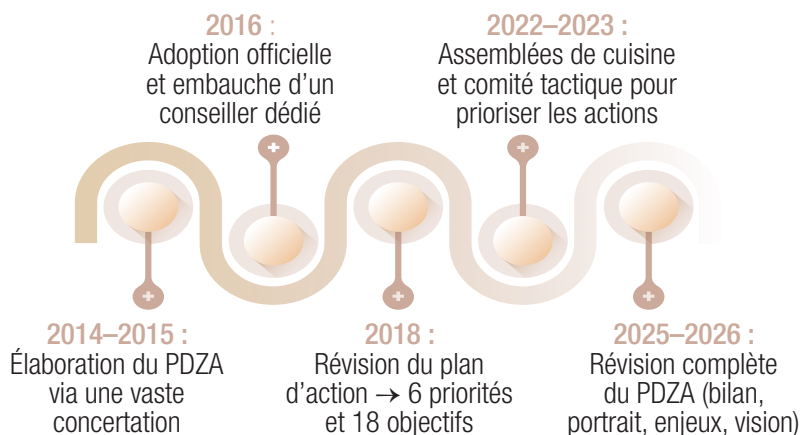 2016 :
Adoption officielle
et embauche d'un
conseiller dédié
2022–2023 :
Assemblées de cuisine
et comité tactique pour
prioriser les actions
2014–2015 :
Élaboration du PDZA
via une vaste
concertation
2018 :
Révision du plan
d'action → 6 priorités
et 18 objectifs
2025–2026 :
Révision complète
du PDZA (bilan,
portrait, enjeux, vision)